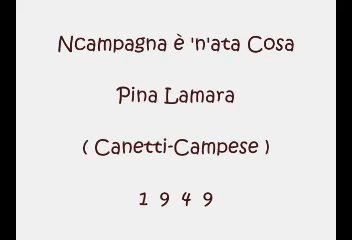 Ncampagna è 'n'ata Cosa
Pina Lamara
( Canetti-Campese )
1 9 4 9